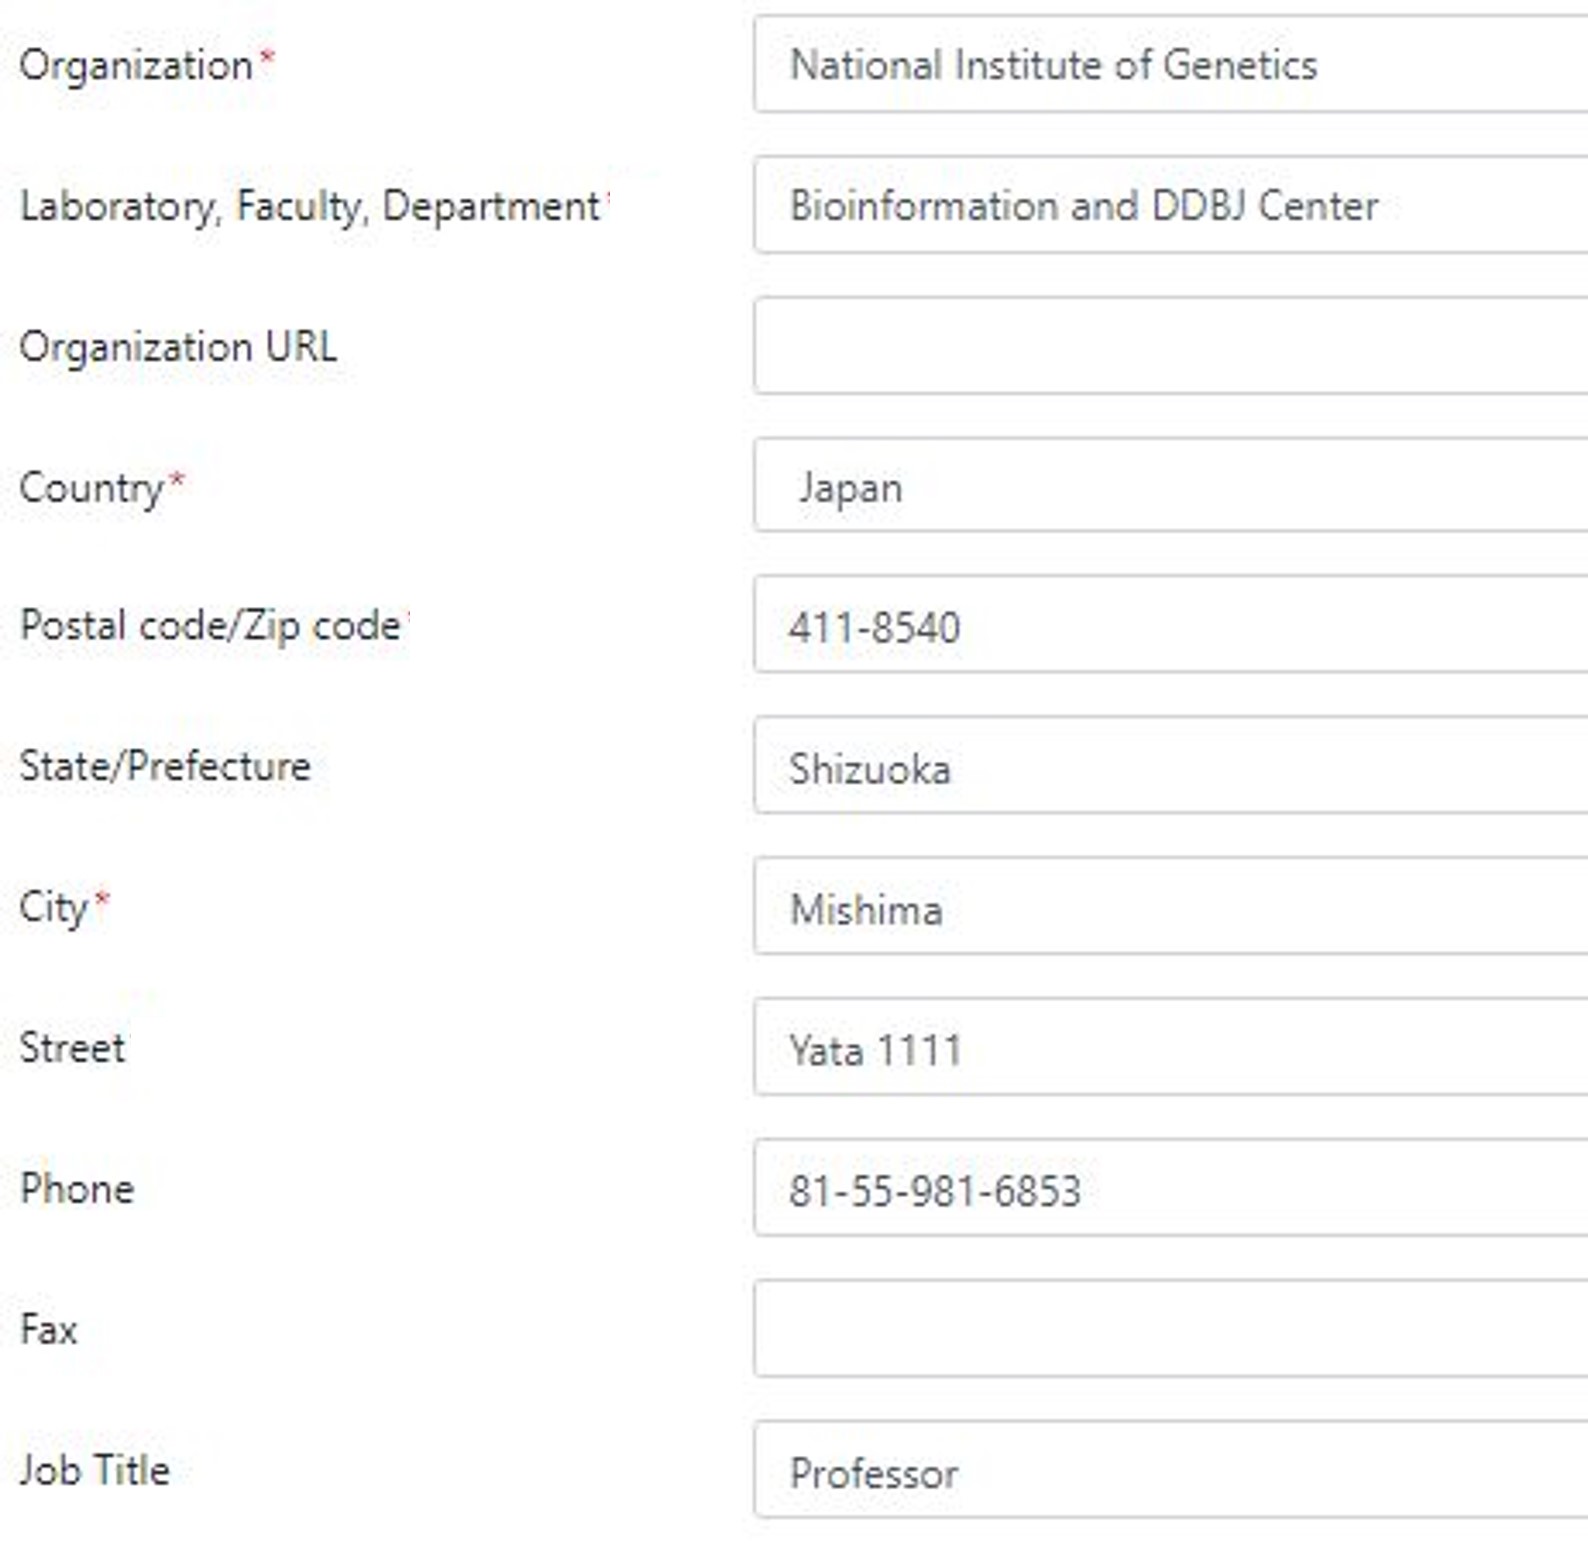 Organization* National Institute of Genetics
Laboratory, Faculty, Department* Bioinformation and DDBJ Center
Organization URL
Country* Japan
Postal code/Zip code* 411-8540
State/Prefecture Shizuoka
City* Mishima
Street Yata 1111
Phone 81-55-981-6853
Fax
Job Title Professor